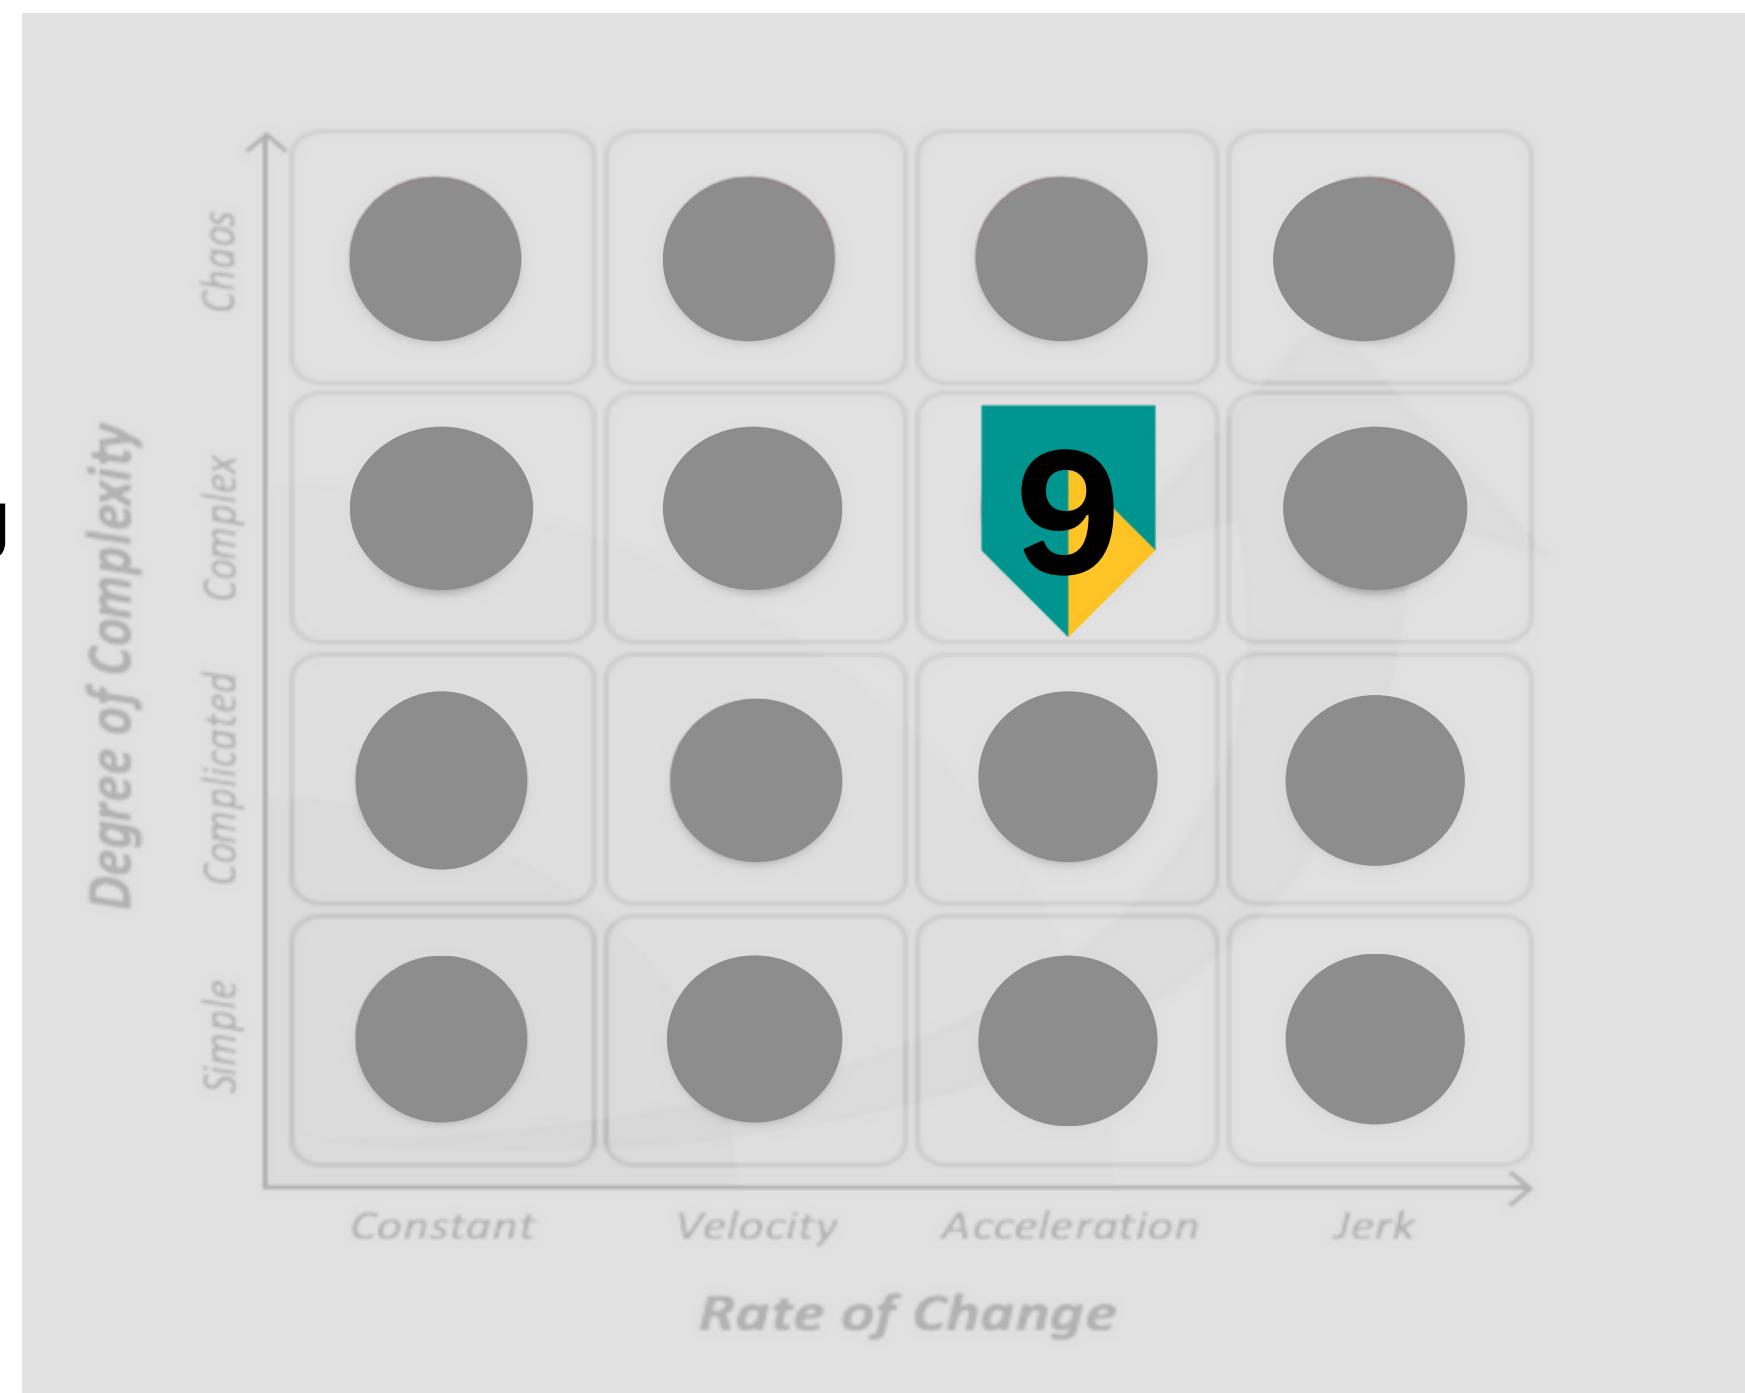 Chaos
Complex
Complicated
Simple
Degree of Complexity
9
Constant
Velocity
Acceleration
Jerk
Rate of Change